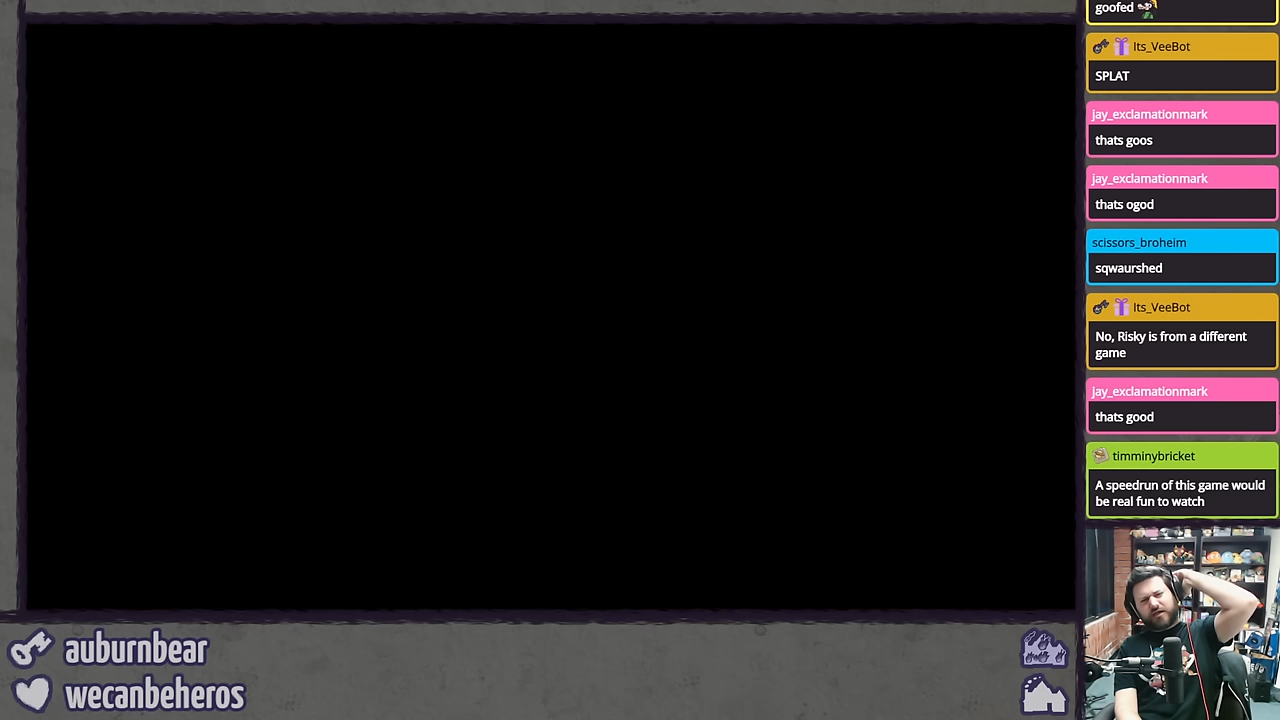 goofed
Its_VeeBot
SPLAT
jay_exclamationmark
thats goos
jay_exclamationmark
thats ogod
scissors_broheim
sqwaurshed
Its_VeeBot
No, Risky is from a different
game
jay_exclamationmark
thats good
timminybricket
A speedrun of this game would
be real fun to watch
auburnbear
wecanbeheros